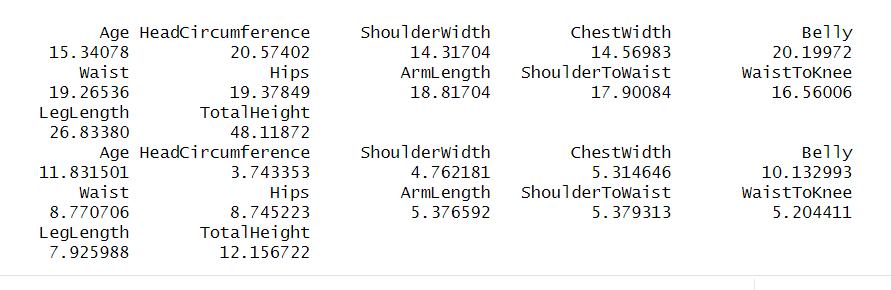 Age HeadCircumference ShoulderWidth ChestWidth Belly
15.34078 20.57402 14.31704 14.56983 20.19972
Waist Hips ArmLength ShoulderToWaist WaistToKnee
19.26536 19.37849 18.81704 17.90084 16.56006
LegLength TotalHeight
26.83380 48.11872
Age HeadCircumference ShoulderWidth ChestWidth Belly
11.831501 3.743353 4.762181 5.314646 10.132993
Waist Hips ArmLength ShoulderToWaist WaistToKnee
8.770706 8.745223 5.376592 5.379313 5.204411
LegLength TotalHeight
7.925988 12.156722